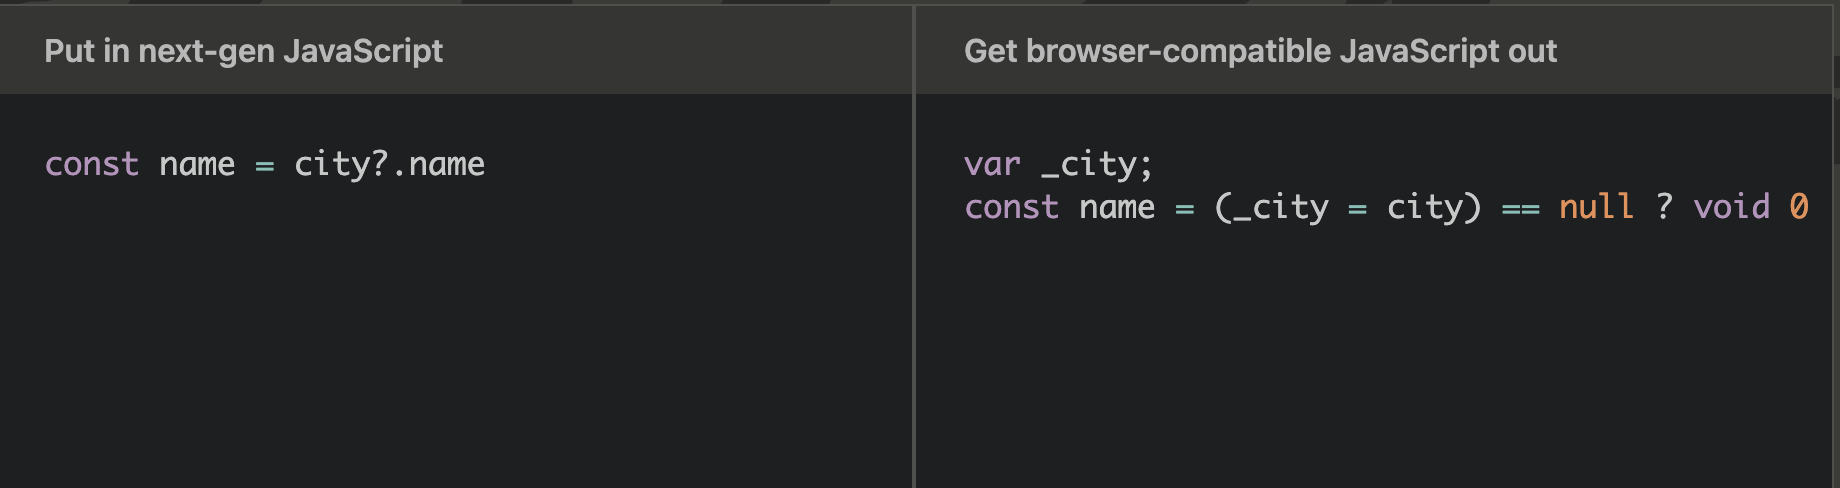 Put in next-gen JavaScript
Get browser-compatible JavaScript out
const name = city?.name
var _city;
const name = (_city = city) == null ? void 0